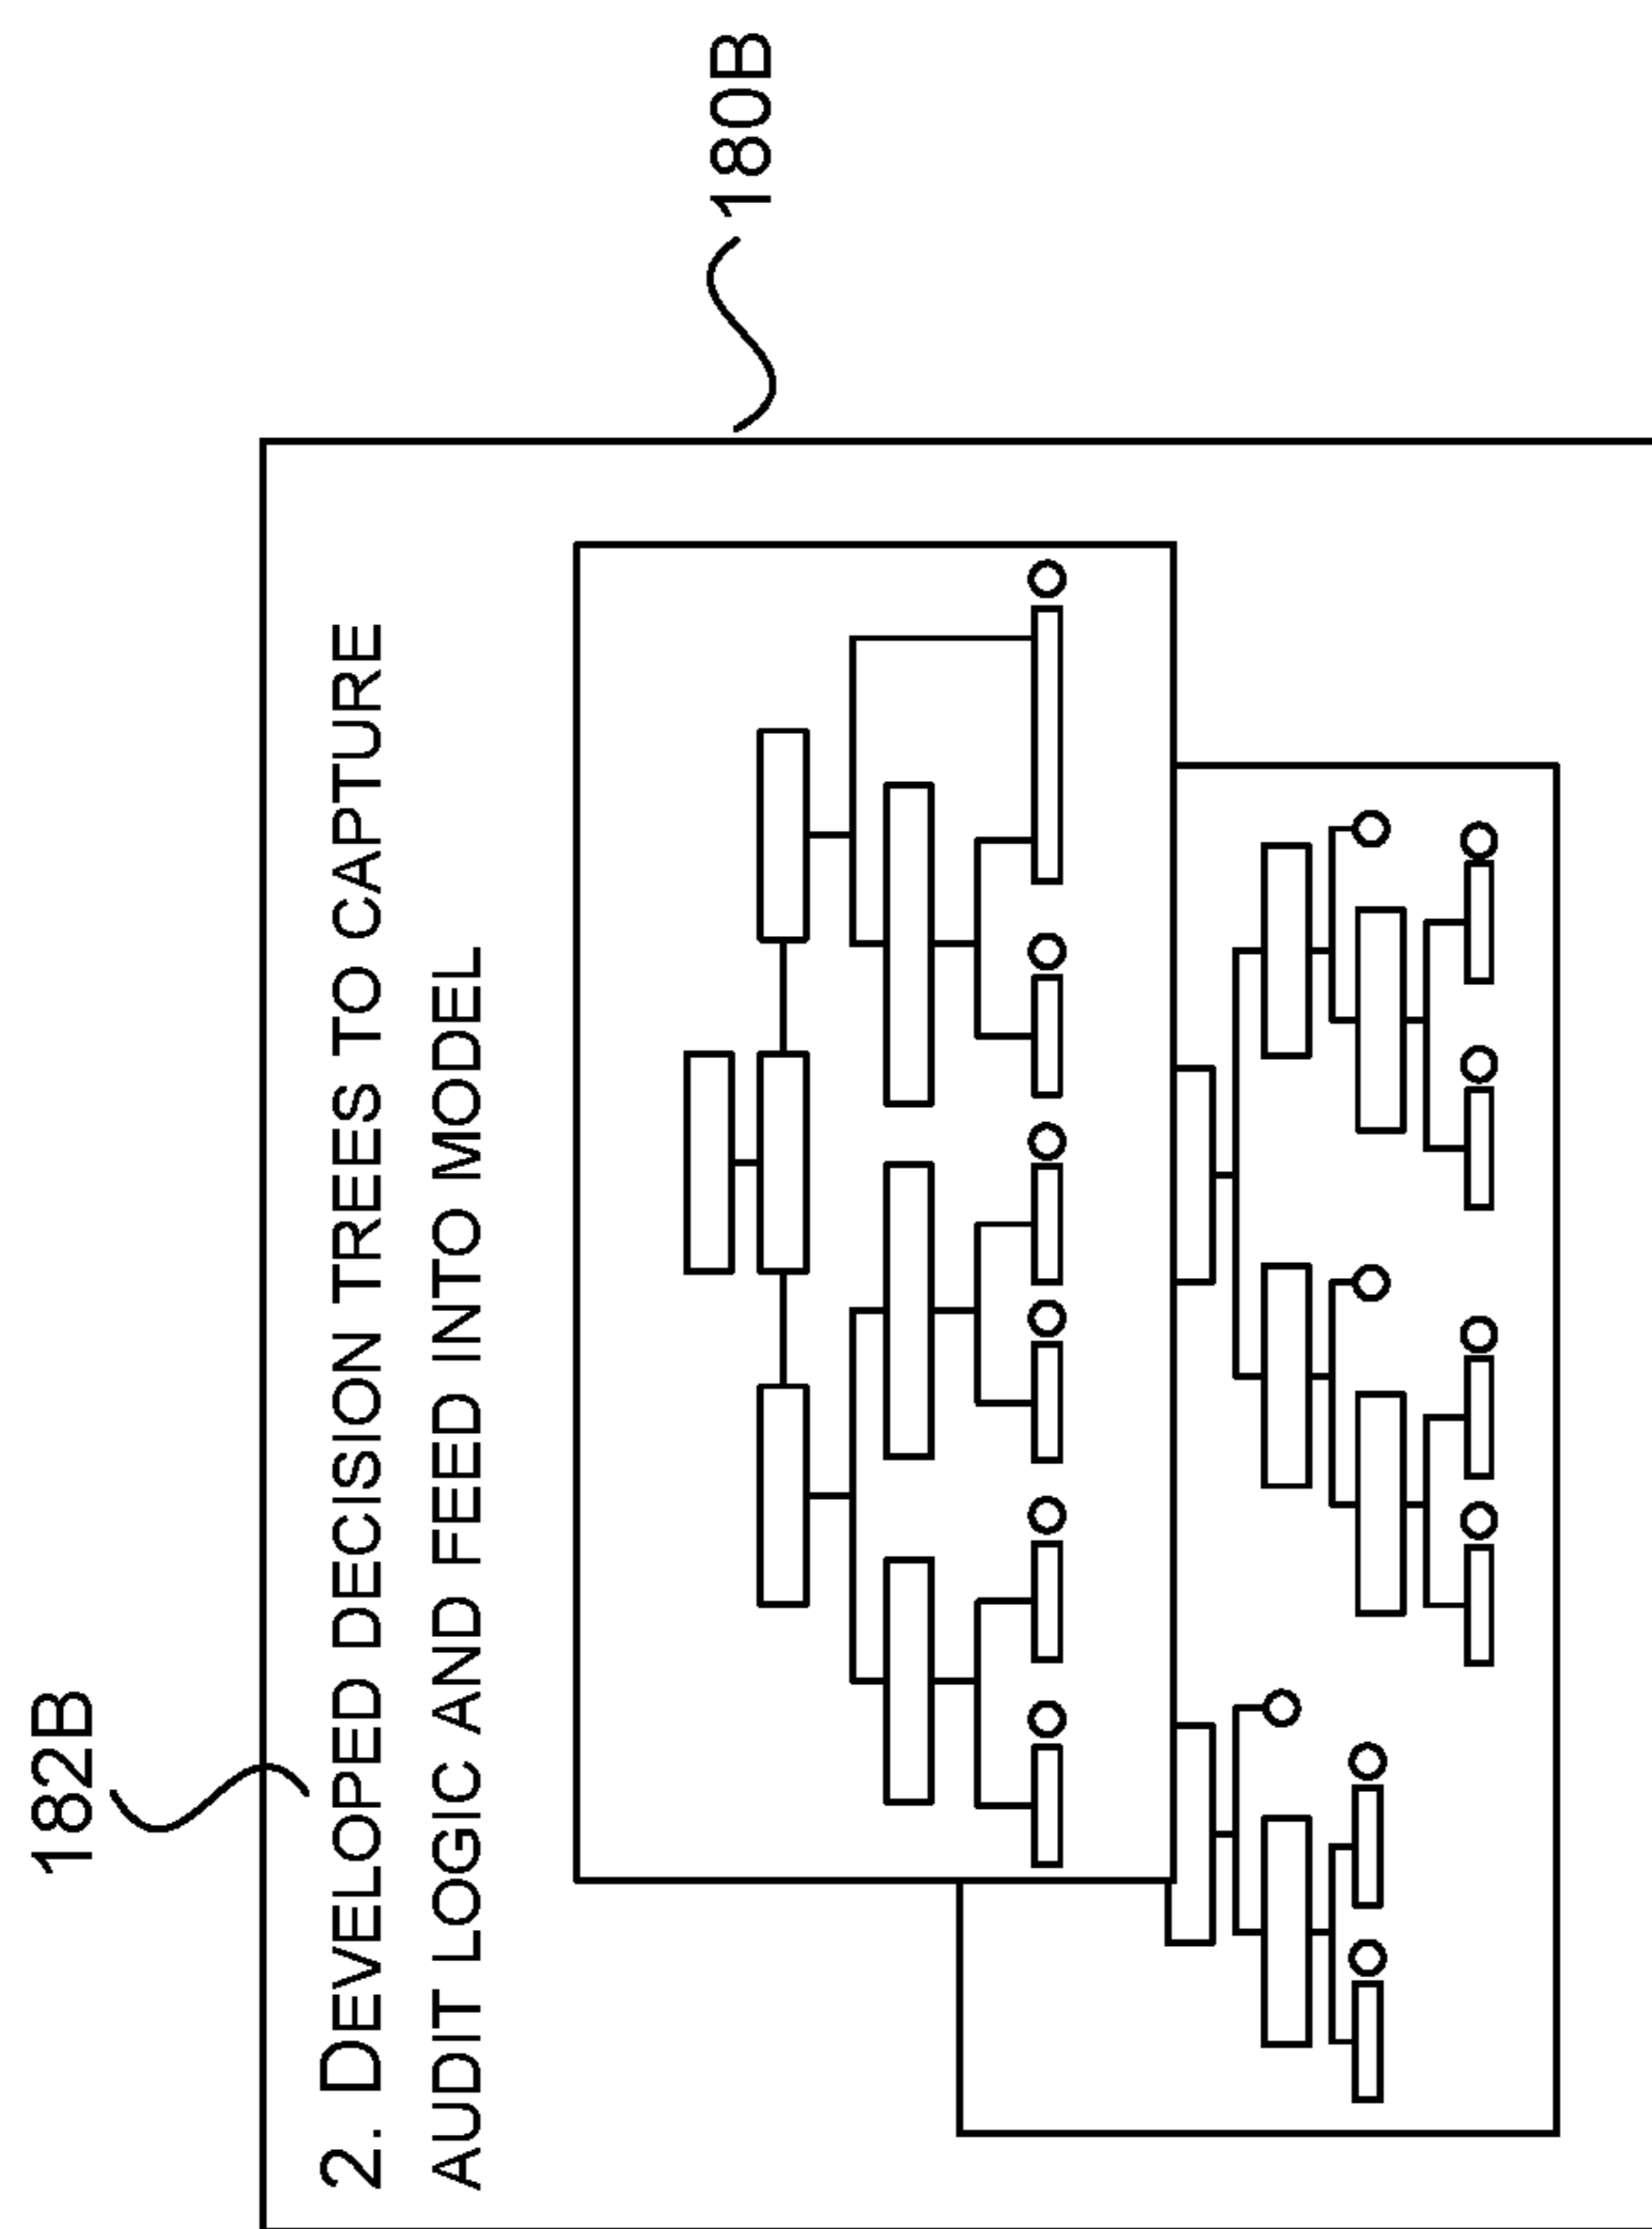 182B
2. DEVELOPED DECISION TREES TO CAPTURE
AUDIT LOGIC AND FEED INTO MODEL
180B